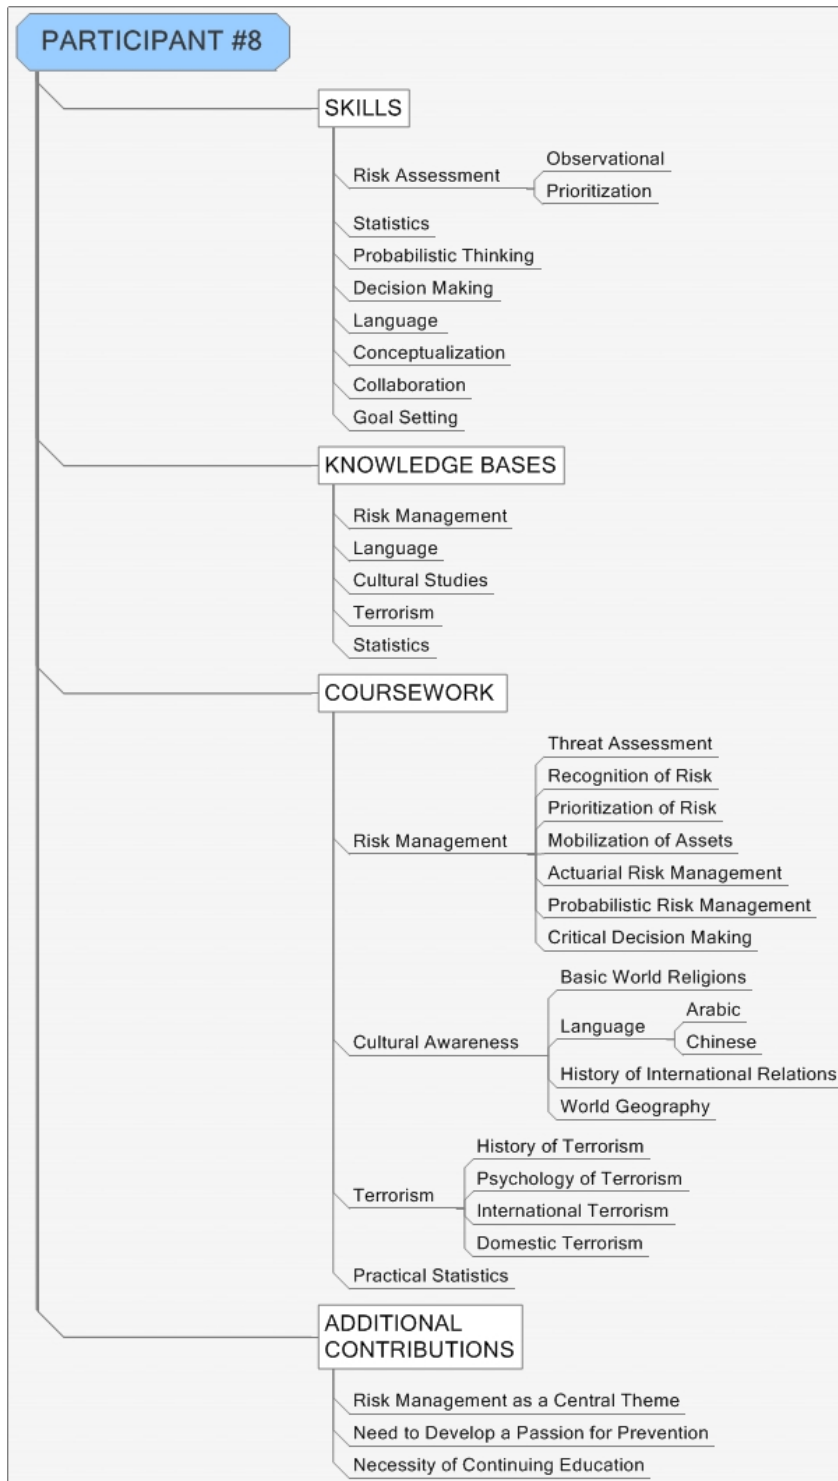 PARTICIPANT #8
SKILLS
Risk Assessment
Observational
Prioritization
Statistics
Probabilistic Thinking
Decision Making
Language
Conceptualization
Collaboration
Goal Setting
KNOWLEDGE BASES
Risk Management
Language
Cultural Studies
Terrorism
Statistics
COURSEWORK
Risk Management
Threat Assessment
Recognition of Risk
Prioritization of Risk
Mobilization of Assets
Actuarial Risk Management
Probabilistic Risk Management
Critical Decision Making
Cultural Awareness
Basic World Religions
Language
Arabic
Chinese
History of International Relations
World Geography
Terrorism
History of Terrorism
Psychology of Terrorism
International Terrorism
Domestic Terrorism
Practical Statistics
ADDITIONAL
CONTRIBUTIONS
Risk Management as a Central Theme
Need to Develop a Passion for Prevention
Necessity of Continuing Education